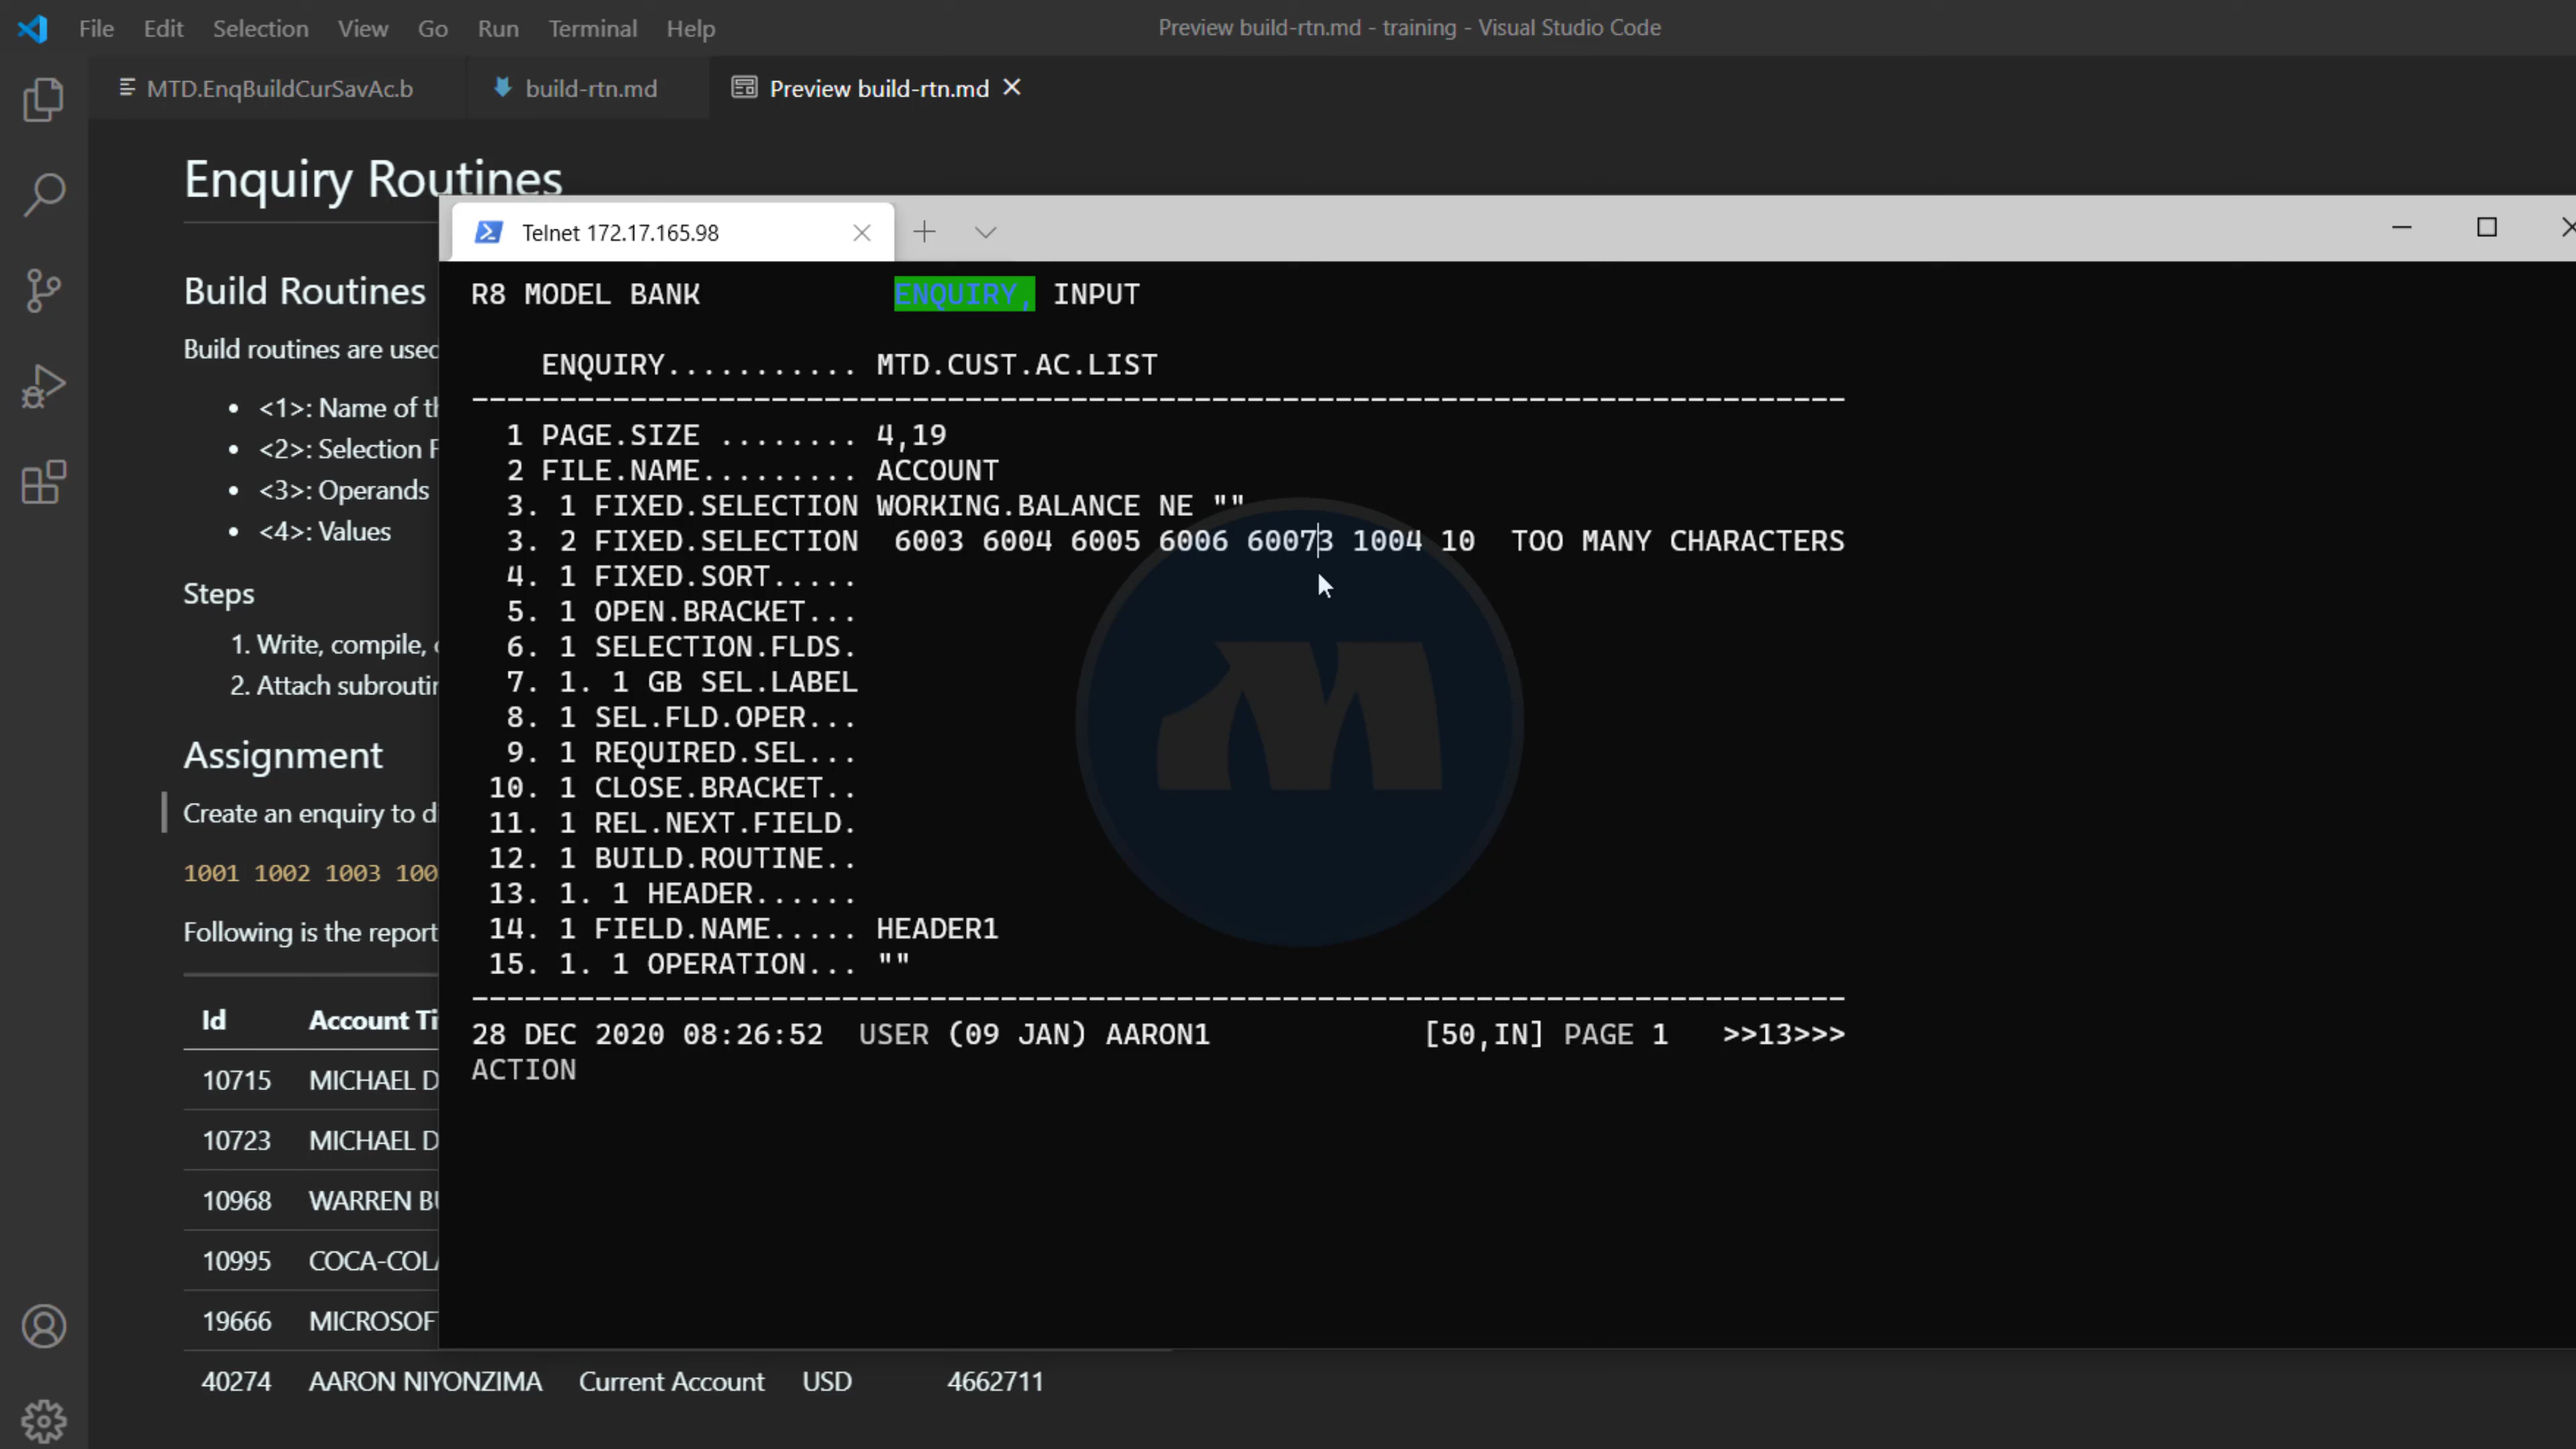 File Edit Selection View Go Run Terminal Help
Preview build-rtn.md - training - Visual Studio Code
MTD.EnqBuildCurSavAc.b
build-rtn.md
Preview build-rtn.md
Enquiry Routines
Telnet 172.17.165.98
Build Routines
Build routines are used
<1>: Name of th
<2>: Selection F
<3>: Operands
<4>: Values
Steps
1. Write, compile,
2. Attach subroutin
Assignment
Create an enquiry to d
1001 1002 1003 100
Following is the report
Id Account Ti
10715 MICHAEL D
10723 MICHAEL D
10968 WARREN BU
10995 COCA-COLA
19666 MICROSOF
40274 AARON NIYONZIMA Current Account USD 4662711
R8 MODEL BANK ENQUIRY, INPUT
ENQUIRY........... MTD.CUST.AC.LIST
------------------------------------------------------------------------------
1 PAGE.SIZE ........ 4,19
2 FILE.NAME......... ACCOUNT
3. 1 FIXED.SELECTION WORKING.BALANCE NE ""
3. 2 FIXED.SELECTION 6003 6004 6005 6006 60073 1004 10 TOO MANY CHARACTERS
4. 1 FIXED.SORT.....
5. 1 OPEN.BRACKET...
6. 1 SELECTION.FLDS.
7. 1. 1 GB SEL.LABEL
8. 1 SEL.FLD.OPER...
9. 1 REQUIRED.SEL...
10. 1 CLOSE.BRACKET..
11. 1 REL.NEXT.FIELD.
12. 1 BUILD.ROUTINE..
13. 1. 1 HEADER......
14. 1 FIELD.NAME..... HEADER1
15. 1. 1 OPERATION... ""
------------------------------------------------------------------------------
28 DEC 2020 08:26:52 USER (09 JAN) AARON1 [50,IN] PAGE 1 >>13>>>
ACTION